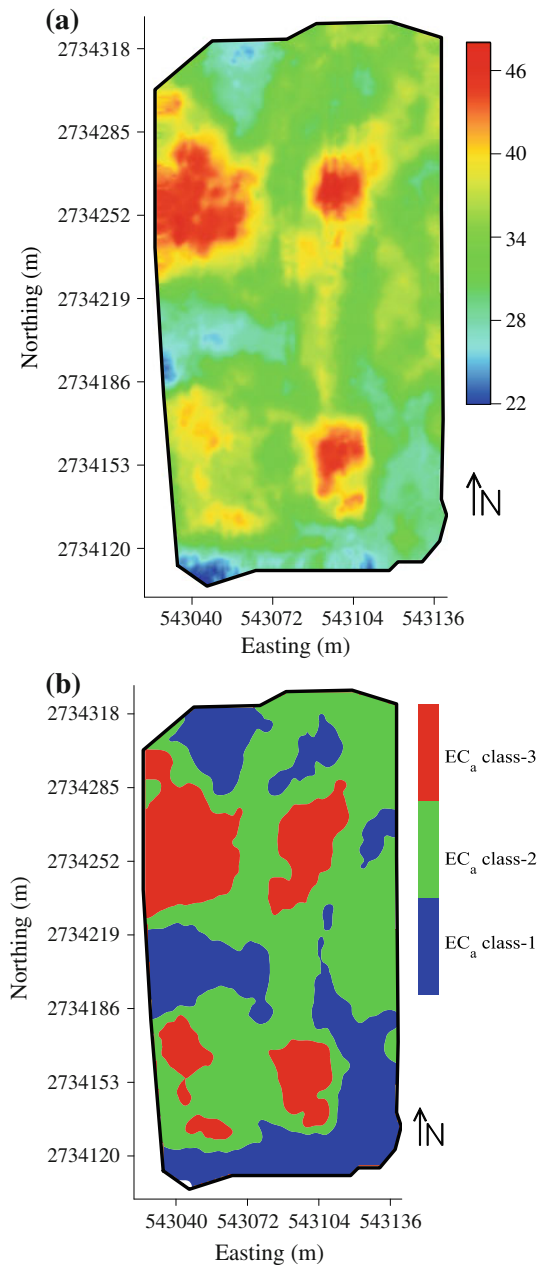 (a)
2734318
2734285
2734252
2734219
2734186
2734153
2734120
Northing (m)
543040 543072 543104 543136
Easting (m)
46
40
34
28
22
N
(b)
2734318
2734285
2734252
2734219
2734186
2734153
2734120
Northing (m)
543040 543072 543104 543136
Easting (m)
ECa class-3
ECa class-2
ECa class-1
N